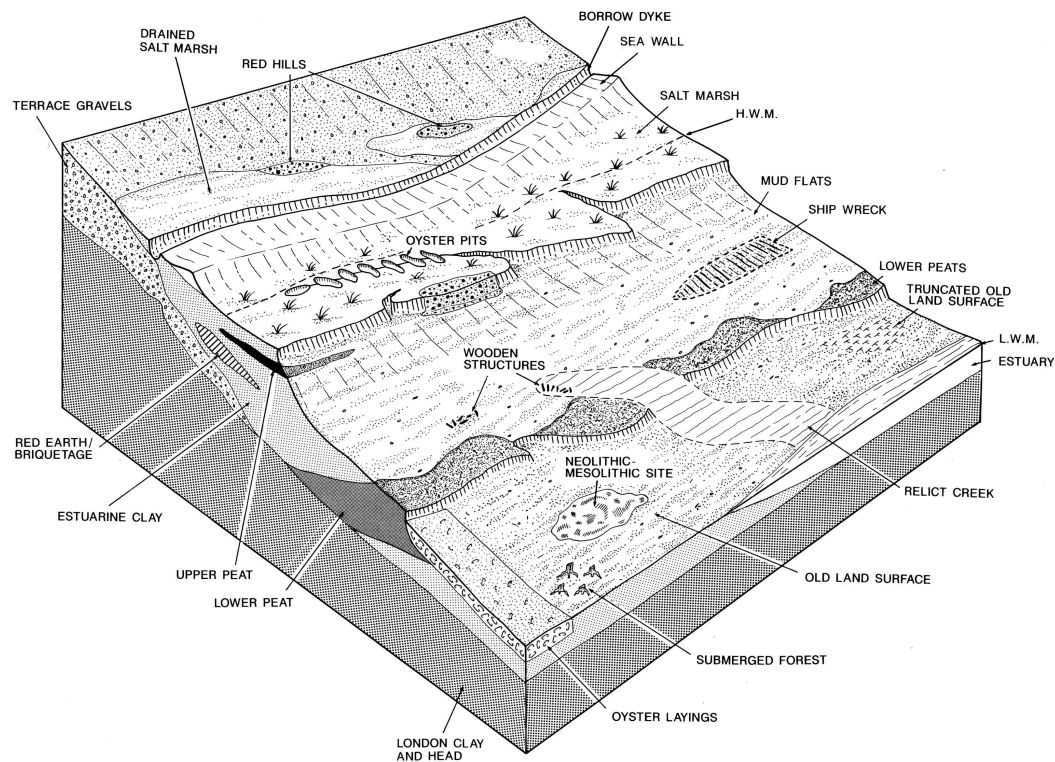 BORROW DYKE
SEA WALL
DRAINED
SALT MARSH
RED HILLS
TERRACE GRAVELS
SALT MARSH
H.W.M.
MUD FLATS
SHIP WRECK
OYSTER PITS
LOWER PEATS
TRUNCATED OLD
LAND SURFACE
L.W.M.
ESTUARY
WOODEN
STRUCTURES
RED EARTH/
BRIQUETAGE
NEOLITHIC-
MESOLITHIC SITE
RELICT CREEK
ESTUARINE CLAY
UPPER PEAT
OLD LAND SURFACE
LOWER PEAT
SUBMERGED FOREST
OYSTER LAYINGS
LONDON CLAY
AND HEAD